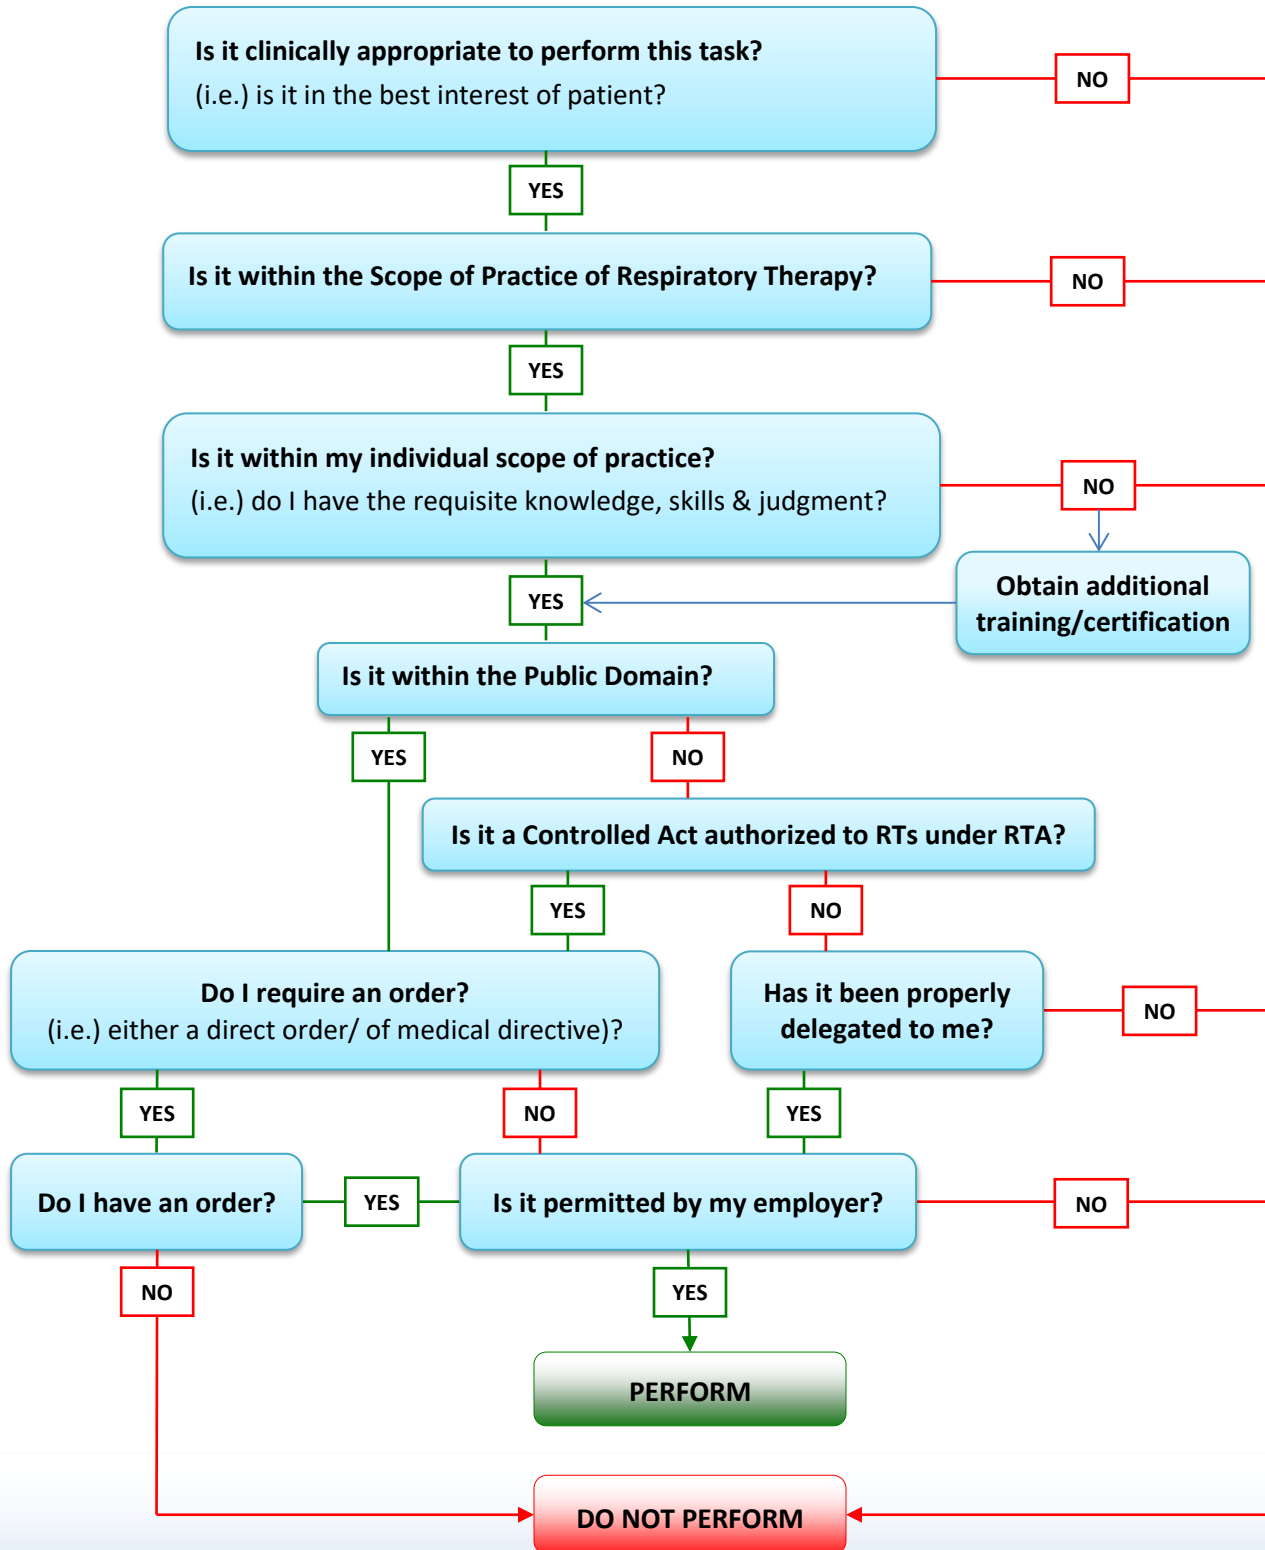 Is it clinically appropriate to perform this task?
(i.e.) is it in the best interest of patient?
NO
YES
Is it within the Scope of Practice of Respiratory Therapy?
NO
YES
Is it within my individual scope of practice?
(i.e.) do I have the requisite knowledge, skills & judgment?
NO
YES
Obtain additional
training/certification
Is it within the Public Domain?
YES
NO
Is it a Controlled Act authorized to RTs under RTA?
YES
NO
Do I require an order?
(i.e.) either a direct order/ of medical directive)?
Has it been properly
delegated to me?
NO
YES
NO
YES
Do I have an order?
YES
Is it permitted by my employer?
NO
NO
YES
PERFORM
DO NOT PERFORM